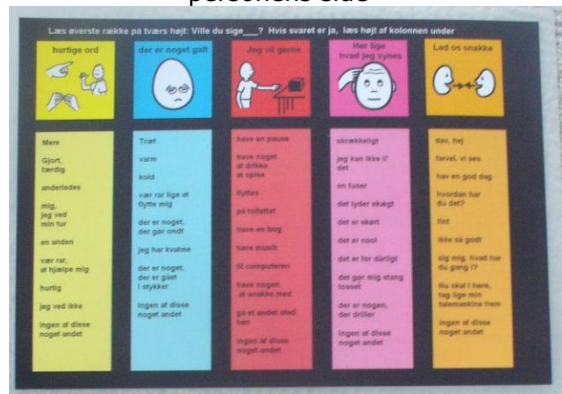 personens side
Læs øverste række på tværs højt: Ville du sige___? Hvis svaret er ja, læs højt af kolonnen under
hurtige ord
der er noget galt
Jeg vil gerne
Hør lige
hvad jeg synes
Lad os snakke
Mere
Gjort,
færdig
anderledes
mig,
jeg ved
min tur
en anden
vær rar,
at hjælpe mig
hurtig
jeg ved ikke
ingen af disse
noget andet
Træt
varm
kold
vær rar lige at
flytte mig
der er noget,
der gør ondt
jeg har kvalme
der er noget,
der er gået
i stykker
ingen af disse
noget andet
have en pause
have noget
at drikke
at spise
flyttes
på toilettet
have en bog
have musik
til computeren
have nogen
at snakke med
gå et andet sted
hen
ingen af disse
noget andet
skrækkeligt
jeg kan ikke li'
det
en fuser
det lyder skægt
det er skørt
det er cool
det er for dårligt
det gør mig stang
tosset
der er nogen,
der driller
ingen af disse
noget andet
dav, hej
farvel, vi ses
hav en god dag
hvordan har
du det?
fint
ikke så godt
sig mig, hvad har
du gang i?
Nu skal I høre,
tag lige min
talemaskine frem
ingen af disse
noget andet